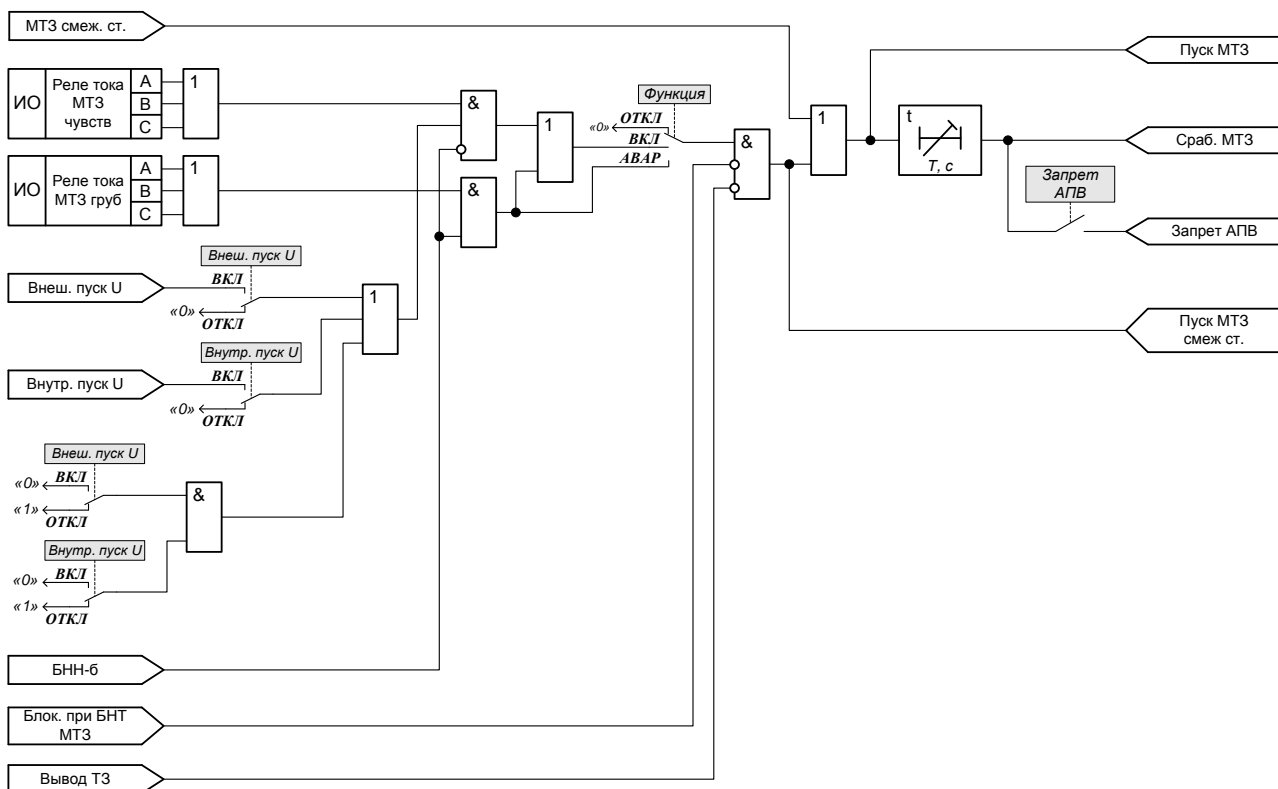 МТЗ смеж. ст.
Пуск МТЗ
ИО
Реле тока
МТЗ
чувств
А
В
С
1
&
Функция
«0»
ОТКЛ
ВКЛ
АВАР
1
&
1
t
Т, с
Сраб. МТЗ
ИО
Реле тока
МТЗ груб
А
В
С
1
&
Запрет
АПВ
Запрет АПВ
Внеш. пуск U
Внеш. пуск U
ВКЛ
«0»
ОТКЛ
1
Пуск МТЗ
смеж ст.
Внутр. пуск U
Внутр. пуск U
ВКЛ
«0»
ОТКЛ
Внеш. пуск U
«0»
ВКЛ
«1»
ОТКЛ
&
Внутр. пуск U
«0»
ВКЛ
«1»
ОТКЛ
БНН-б
Блок. при БНТ
МТЗ
Вывод ТЗ